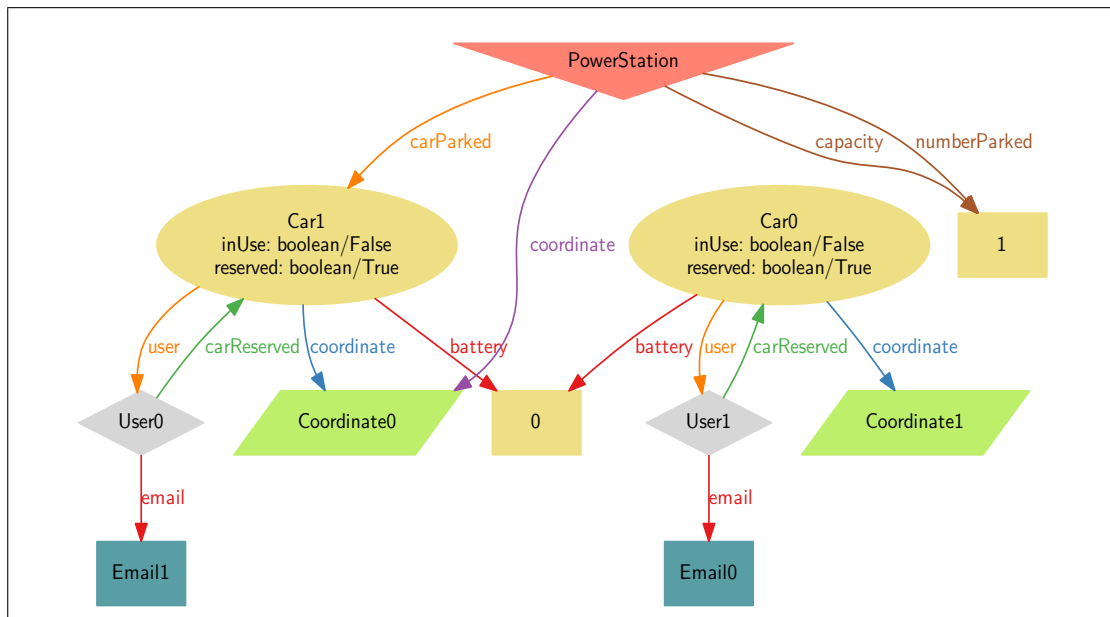 PowerStation
carParked
capacity
numberParked
Car1
inUse: boolean/False
reserved: boolean/True
coordinate
Car0
inUse: boolean/False
reserved: boolean/True
1
user
carReserved
coordinate
battery
battery
user
carReserved
coordinate
User0
Coordinate0
0
User1
Coordinate1
email
email
Email1
Email0